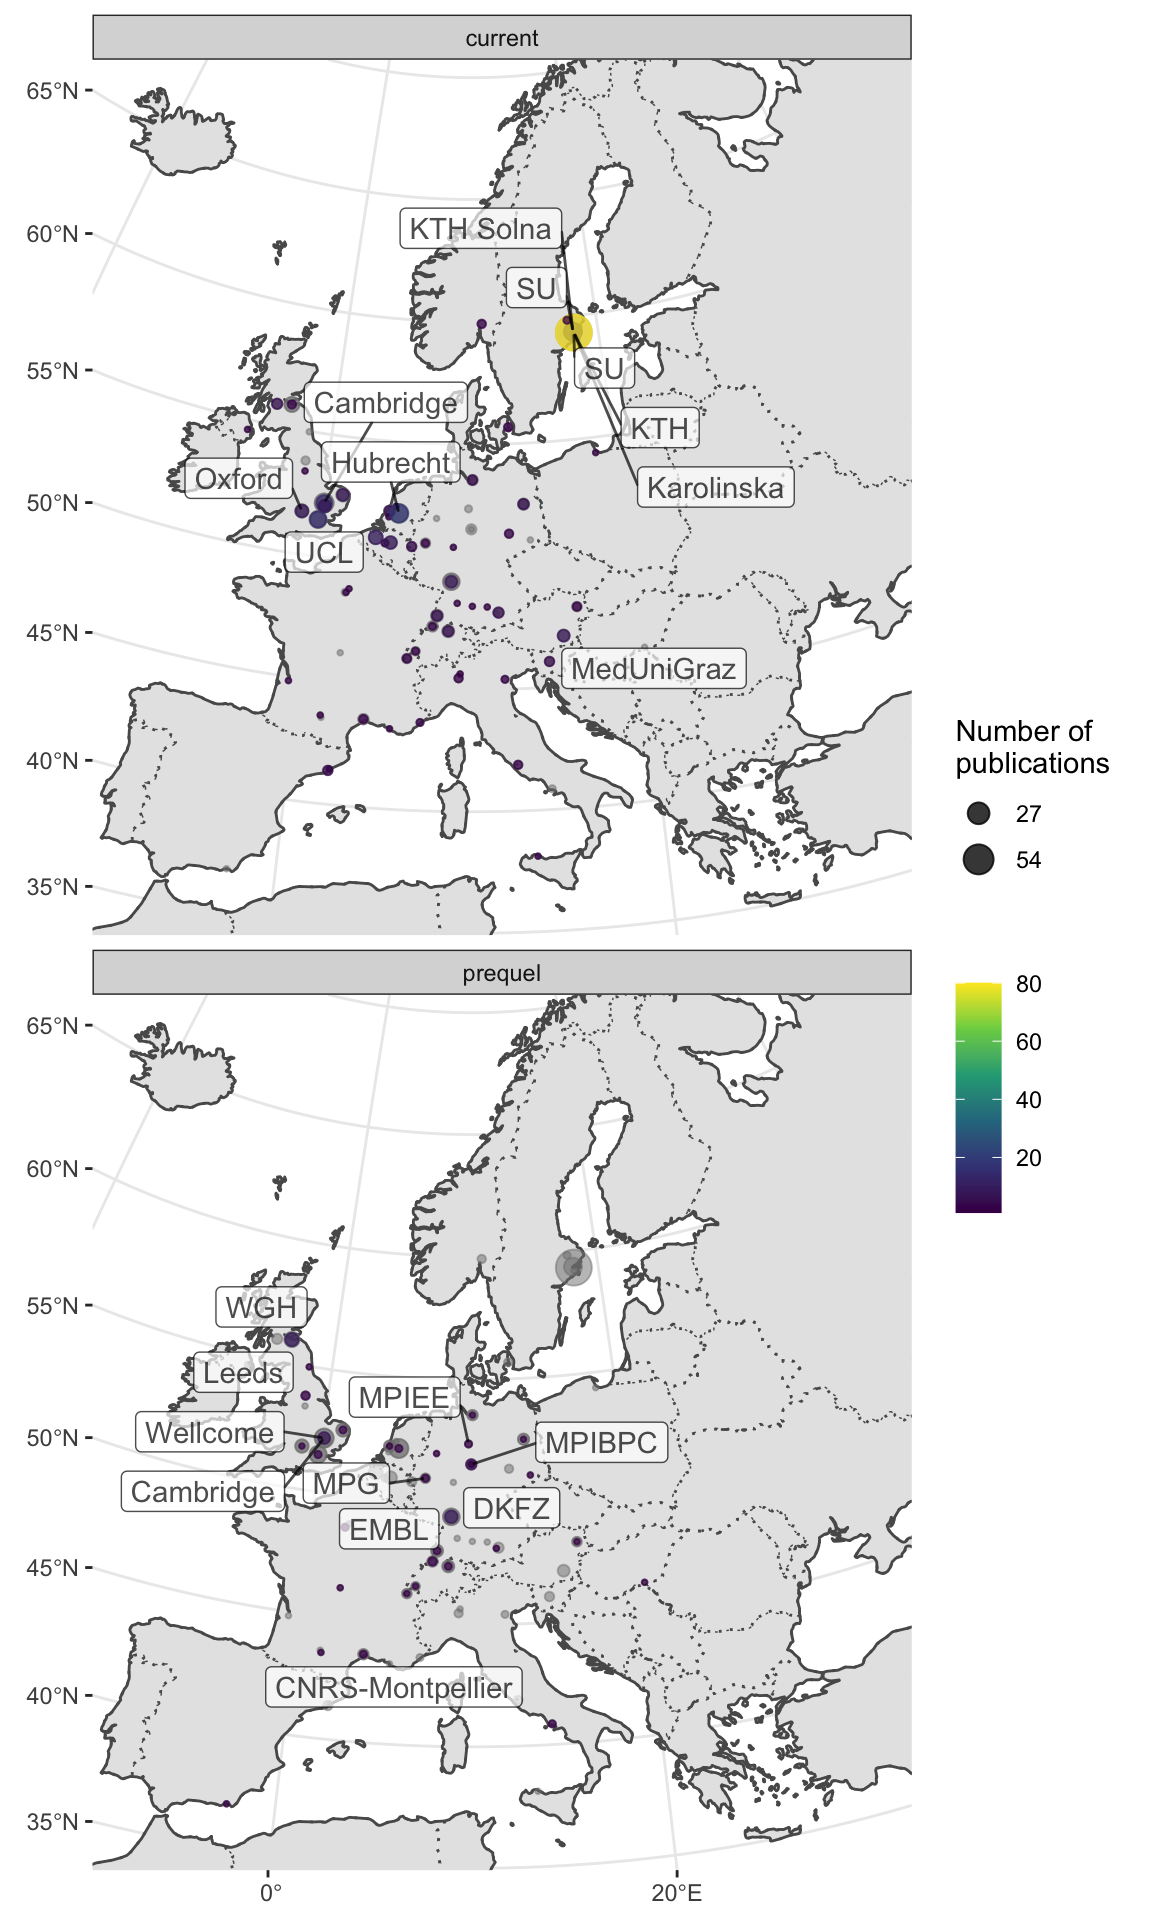 current
65°N
60°N
55°N
50°N
45°N
40°N
35°N
KTH Solna
SU
SU
Cambridge
KTH
Hubrecht
Oxford
Karolinska
UCL
MedUniGraz
Number of
publications
27
54
80
60
40
20
prequel
65°N
60°N
55°N
50°N
45°N
40°N
35°N
WGH
Leeds
MPIEE
Wellcome
MPIBPC
MPG
Cambridge
DKFZ
EMBL
CNRS-Montpellier
0°
20°E